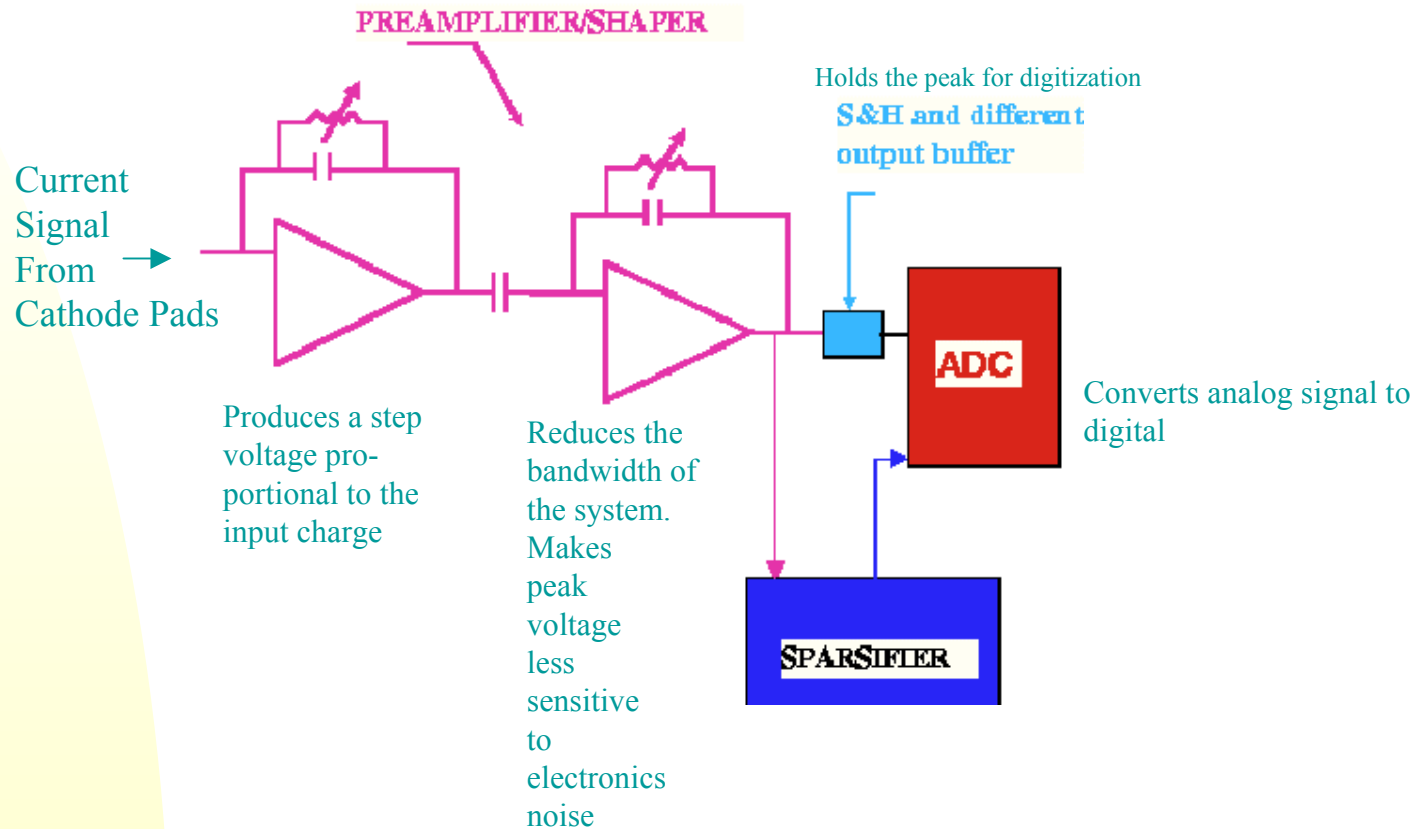 PREAMPLIFIER/SHAPER
Holds the peak for digitization
S&H and different
output buffer
Current
Signal
From
Cathode Pads
ADC
Converts analog signal to
digital
Produces a step
voltage pro-
portional to the
input charge
Reduces the
bandwidth of
the system.
Makes
peak
voltage
less
sensitive
to
electronics
noise
SPARSIFIER